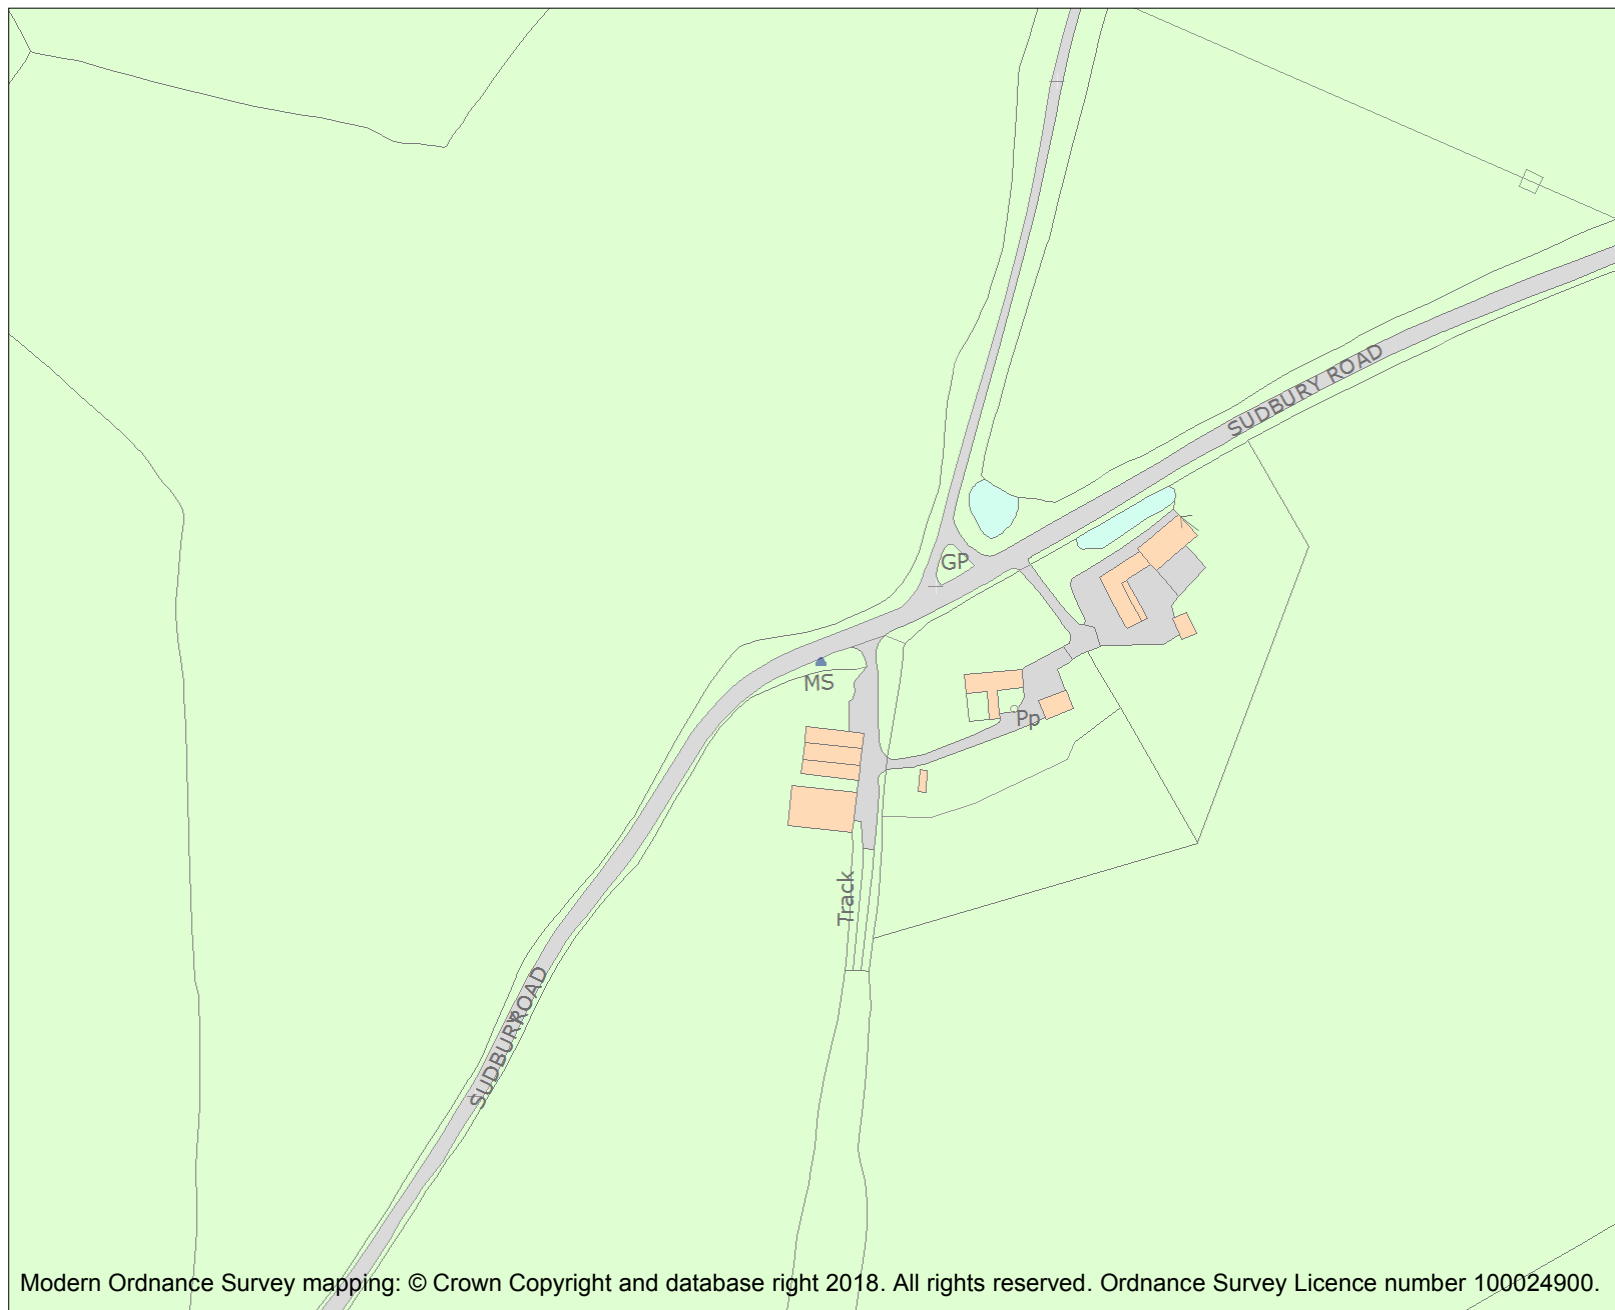 SUDBURY ROAD
GP
MS
Pp
Track
SUDBURY ROAD
Modern Ordnance Survey mapping: © Crown Copyright and database right 2018. All rights reserved. Ordnance Survey Licence number 100024900.